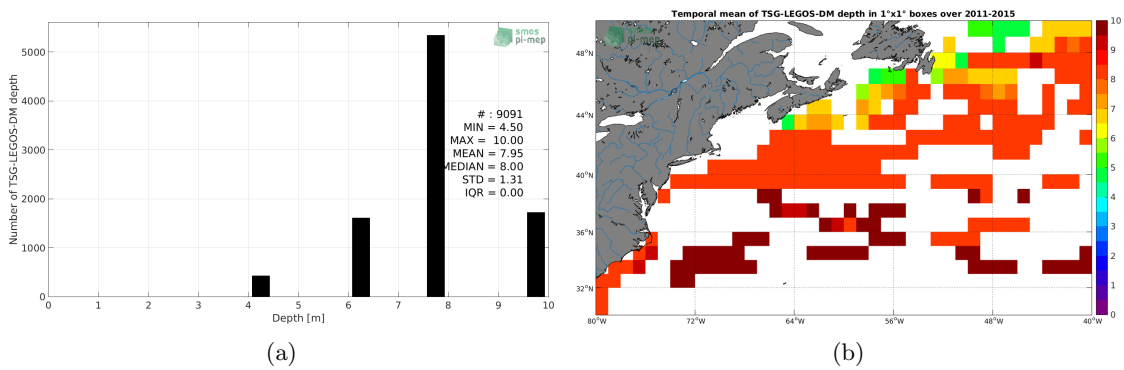 smos
pi-mep
5000
4000
3000
2000
1000
0
Number of TSG-LEGOS-DM depth
# : 9091
MIN = 4.50
MAX = 10.00
MEAN = 7.95
MEDIAN = 8.00
STD = 1.31
IQR = 0.00
0 1 2 3 4 5 6 7 8 9 10
Depth [m]
(a)
Temporal mean of TSG-LEGOS-DM depth in 1°x1° boxes over 2011-2015
smos
pi-mep
48°N
44°N
40°N
36°N
32°N
80°W 72°W 64°W 56°W 48°W 40°W
10
9
8
7
6
5
4
3
2
1
0
(b)